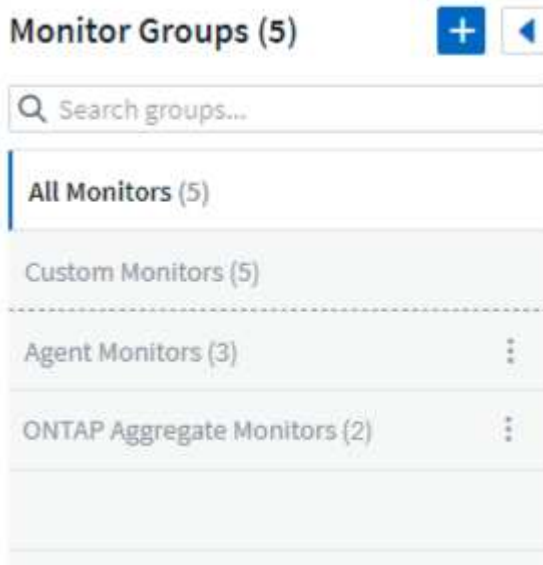 Monitor Groups (5)
Search groups...
All Monitors (5)
Custom Monitors (5)
Agent Monitors (3)
ONTAP Aggregate Monitors (2)